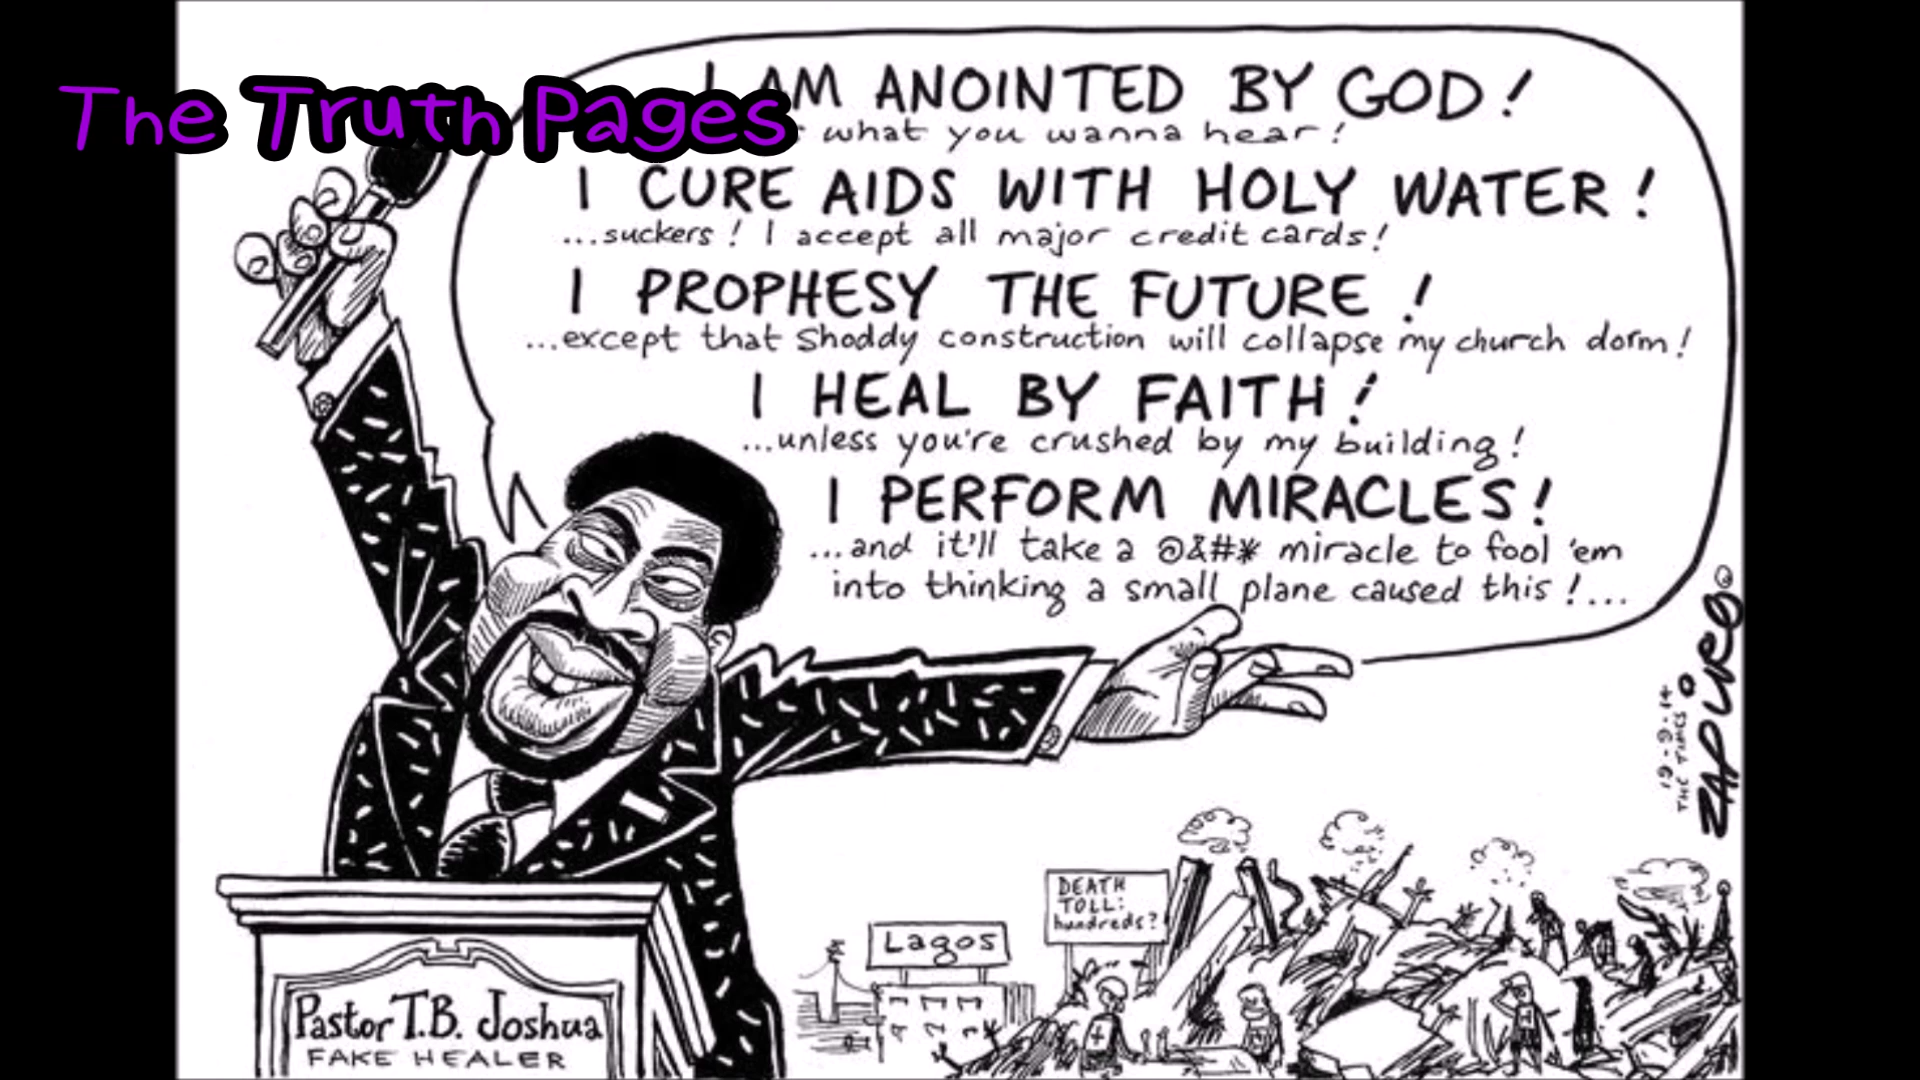 The Truth Pages
I AM ANOINTED BY GOD!
what you wanna hear!
I CURE AIDS WITH HOLY WATER!
...suckers! I accept all major credit cards!
I PROPHESY THE FUTURE!
...except that shoddy construction will collapse my church dorm!
I HEAL BY FAITH!
...unless you're crushed by my building!
I PERFORM MIRACLES!
...and it'll take a @&#* miracle to fool 'em
into thinking a small plane caused this!...
ZAPIRO
19-9-14
THE TIMES
DEATH
TOLL:
hundreds?
Lagos
Pastor T.B. Joshua
FAKE HEALER